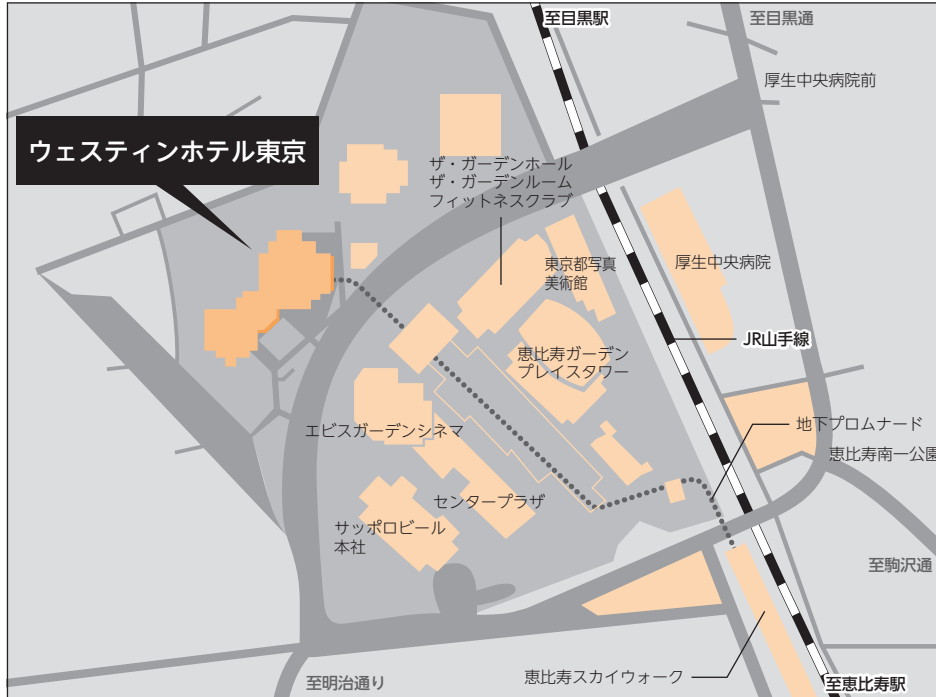 至目黒駅
至目黒通
厚生中央病院前
ウェスティンホテル東京
ザ・ガーデンホール
ザ・ガーデンルーム
フィットネスクラブ
東京都写真
美術館
厚生中央病院
JR山手線
恵比寿ガーデン
プレイスタワー
地下プロムナード
エビスガーデンシネマ
恵比寿南一公園
センタープラザ
サッポロビール
本社
至駒沢通
恵比寿スカイウォーク
至明治通り
至恵比寿駅